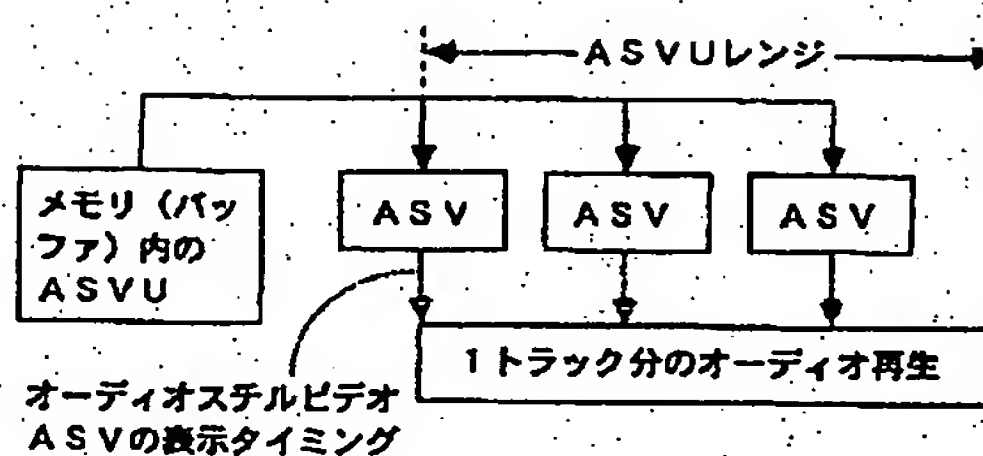 ASVUレンジ
メモリ（バッ
ファ）内の
ASVU
ASV
ASV
ASV
1トラック分のオーディオ再生
オーディオスチルビデオ
ASVの表示タイミング